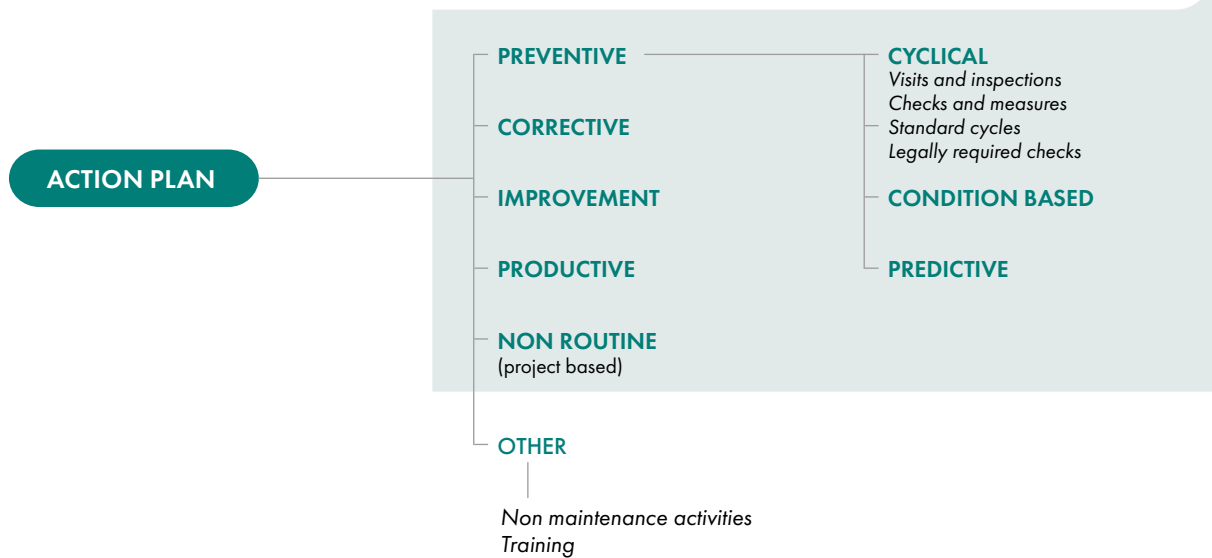 ACTION PLAN
PREVENTIVE
CORRECTIVE
IMPROVEMENT
PRODUCTIVE
NON ROUTINE
(project based)
OTHER
Non maintenance activities
Training
CYCLICAL
Visits and inspections
Checks and measures
Standard cycles
Legally required checks
CONDITION BASED
PREDICTIVE